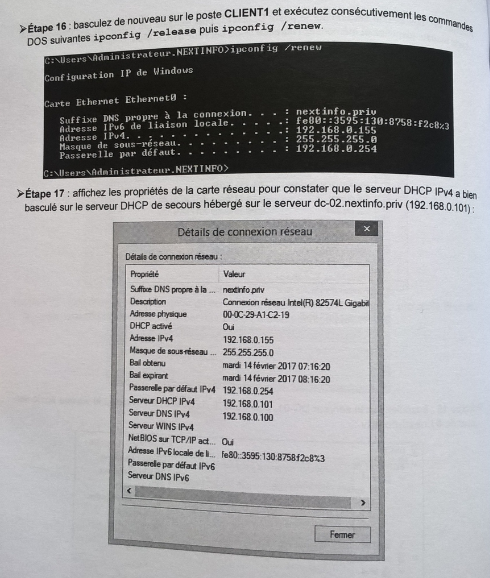 ➢Étape 16 : basculez de nouveau sur le poste CLIENT1 et exécutez consécutivement les commandes
DOS suivantes ipconfig /release puis ipconfig /renew.
C:\Users\Administrateur.NEXTINFO>ipconfig /renew
Configuration IP de Windows
Carte Ethernet Ethernet0 :
Suffixe DNS propre à la connexion. . . : nextinfo.priv
Adresse IPv6 de liaison locale. . . . .: fe80::3595:130:8758:f2c8%3
Adresse IPv4. . . . . . . . . . . . . .: 192.168.0.155
Masque de sous-réseau. . . . . . . . . : 255.255.255.0
Passerelle par défaut. . . . . . . . . : 192.168.0.254
C:\Users\Administrateur.NEXTINFO>
➢Étape 17 : affichez les propriétés de la carte réseau pour constater que le serveur DHCP IPv4 a bien
basculé sur le serveur DHCP de secours hébergé sur le serveur dc-02.nextinfo.priv (192.168.0.101) :
Détails de connexion réseau ×
Détails de connexion réseau :
Propriété Valeur
Suffixe DNS propre à la ... nextinfo.priv
Description Connexion réseau Intel(R) 82574L Gigabit
Adresse physique 00-0C-29-A1-C2-19
DHCP activé Oui
Adresse IPv4 192.168.0.155
Masque de sous-réseau ... 255.255.255.0
Bail obtenu mardi 14 février 2017 07:16:20
Bail expirant mardi 14 février 2017 08:16:20
Passerelle par défaut IPv4 192.168.0.254
Serveur DHCP IPv4 192.168.0.101
Serveur DNS IPv4 192.168.0.100
Serveur WINS IPv4
NetBIOS sur TCP/IP act... Oui
Adresse IPv6 locale de li... fe80::3595:130:8758:f2c8%3
Passerelle par défaut IPv6
Serveur DNS IPv6
Fermer